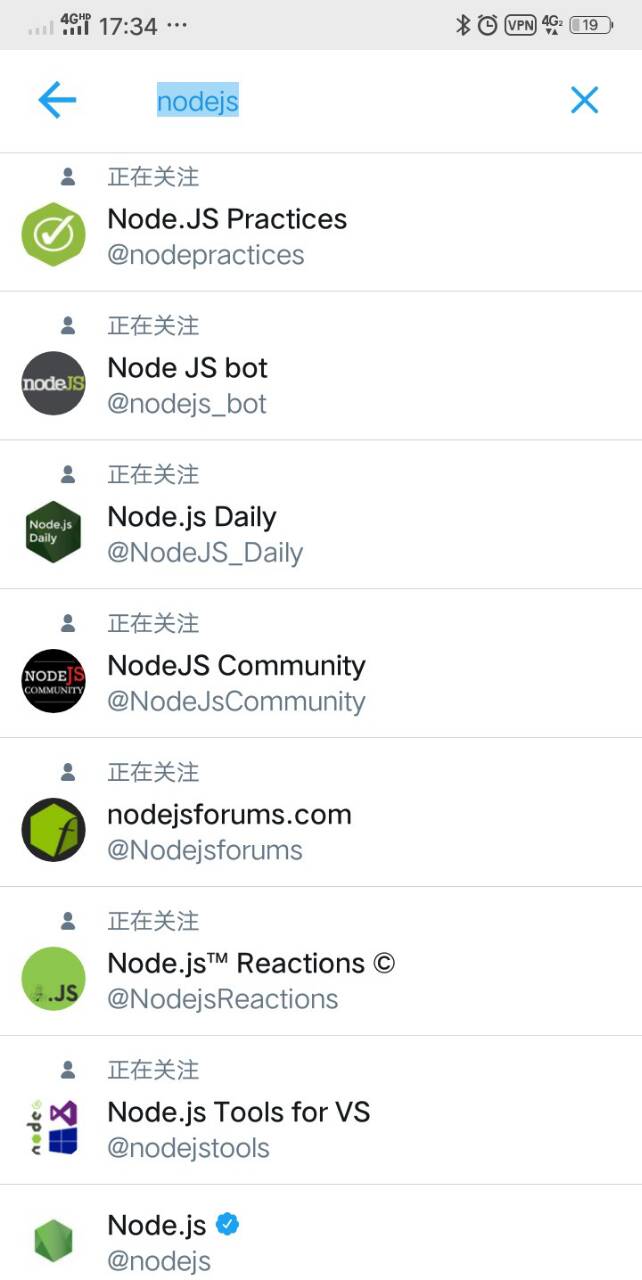 4GHD 17:34 ··· VPN 4G2 19
nodejs
正在关注
Node.JS Practices
@nodepractices
正在关注
nodeJS
Node JS bot
@nodejs_bot
正在关注
Node.js
Daily
Node.js Daily
@NodeJS_Daily
正在关注
NODEJS
COMMUNITY
NodeJS Community
@NodeJsCommunity
正在关注
f
nodejsforums.com
@Nodejsforums
正在关注
.JS
Node.js™ Reactions ©
@NodejsReactions
正在关注
node
Node.js Tools for VS
@nodejstools
Node.js
@nodejs